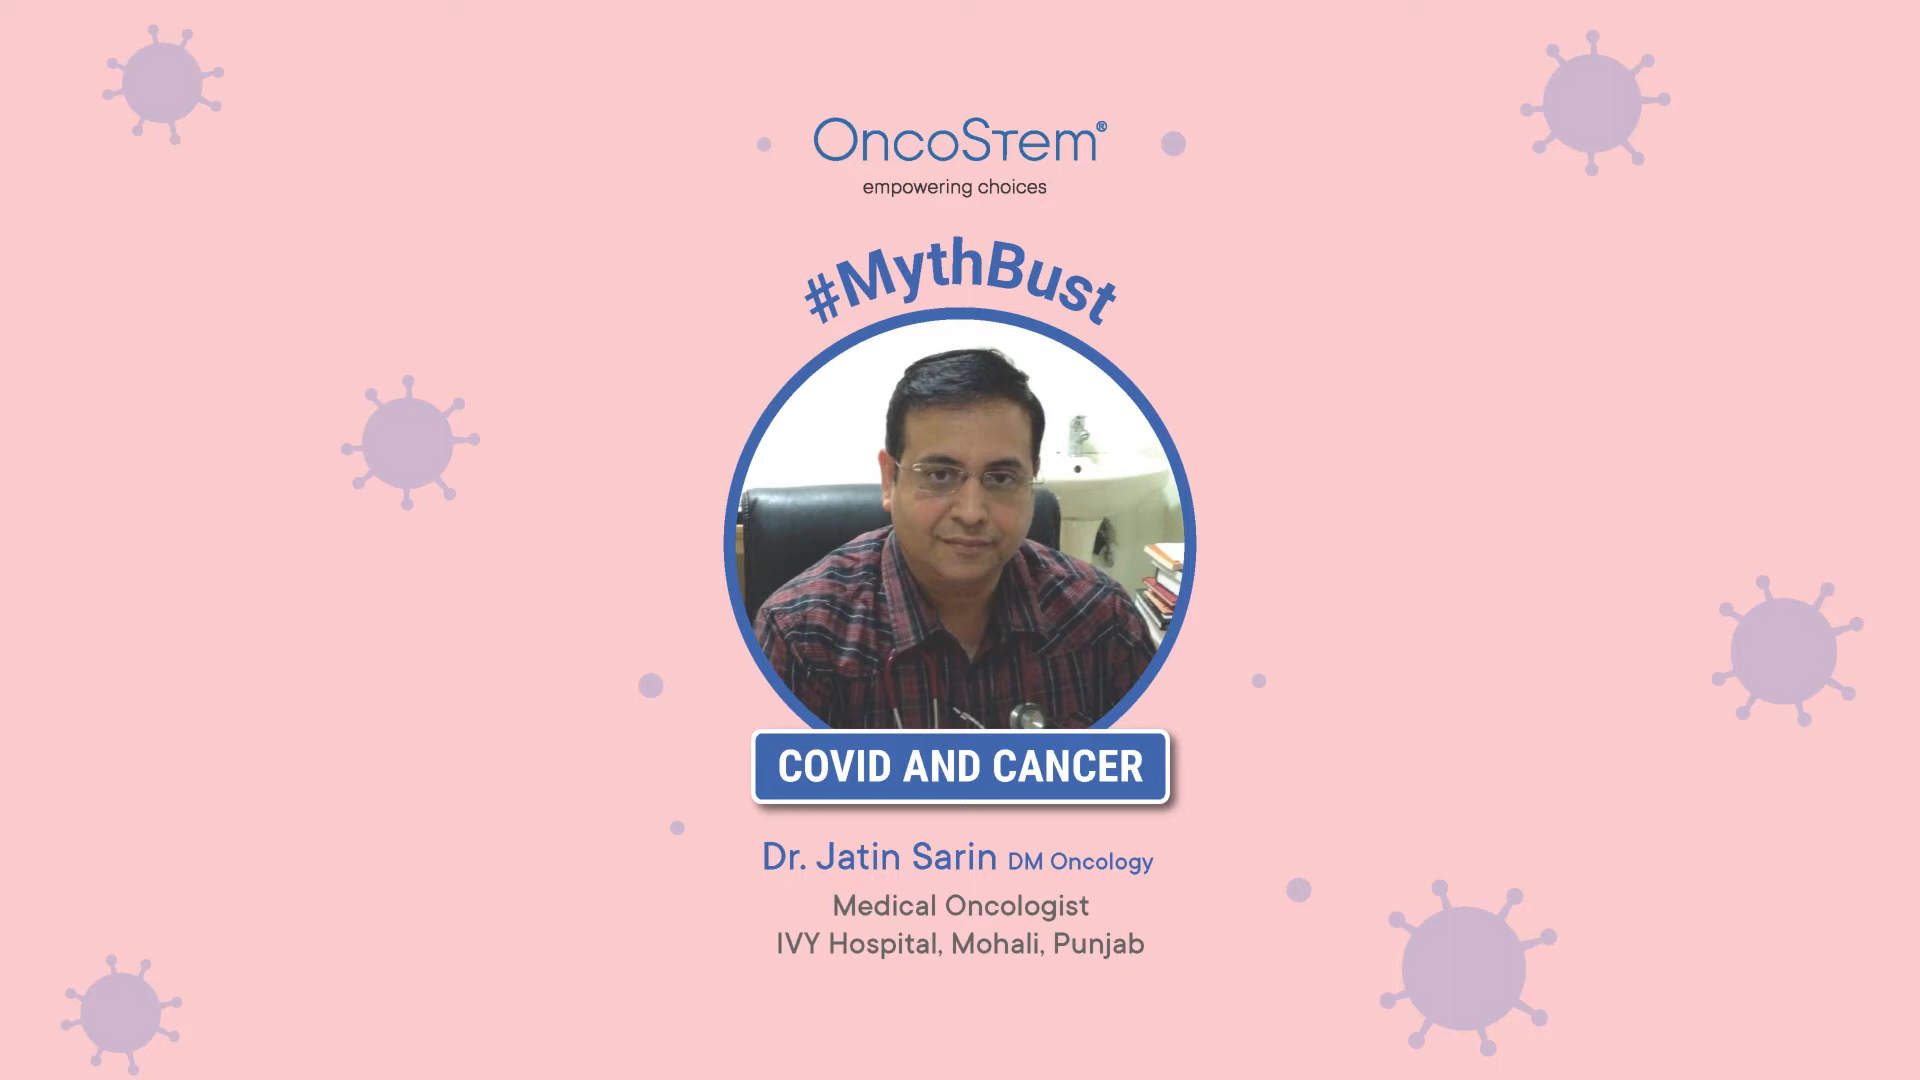 OncoStem®
empowering choices
#MythBust
COVID AND CANCER
Dr. Jatin Sarin DM Oncology
Medical Oncologist
IVY Hospital, Mohali, Punjab